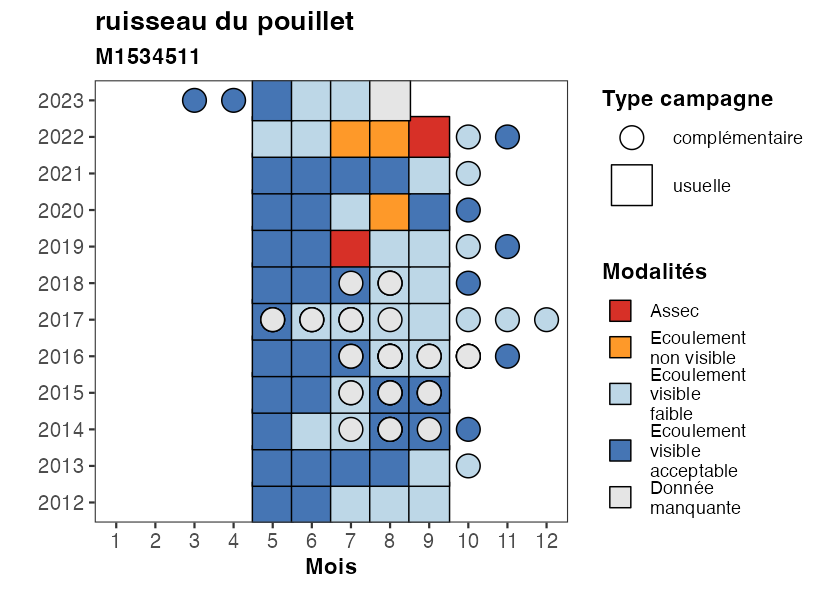 ruisseau du pouillet
M1534511
2023
2022
2021
2020
2019
2018
2017
2016
2015
2014
2013
2012
1 2 3 4 5 6 7 8 9 10 11 12
Mois
Type campagne
complémentaire
usuelle
Modalités
Assec
Ecoulement
non visible
Ecoulement
visible
faible
Ecoulement
visible
acceptable
Donnée
manquante